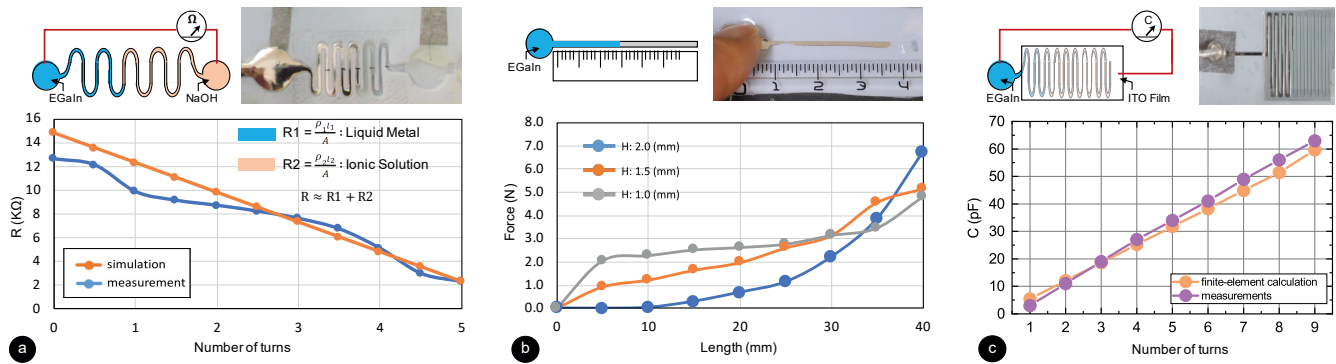 Ω
EGaIn
NaOH
16
14
12
10
8
6
4
2
0
R (KΩ)
R1 = ρ₁l₁/A : Liquid Metal
R2 = ρ₂l₂/A : Ionic Solution
R ≈ R1 + R2
simulation
measurement
0 1 2 3 4 5
Number of turns
a
EGaIn
0 1 2 3 4
8.0
7.0
6.0
5.0
4.0
3.0
2.0
1.0
0.0
Force (N)
H: 2.0 (mm)
H: 1.5 (mm)
H: 1.0 (mm)
0 10 20 30 40
Length (mm)
b
C
EGaIn
ITO Film
70
60
50
40
30
20
10
0
C (pF)
finite-element calculation
measurements
1 2 3 4 5 6 7 8 9
Number of turns
c